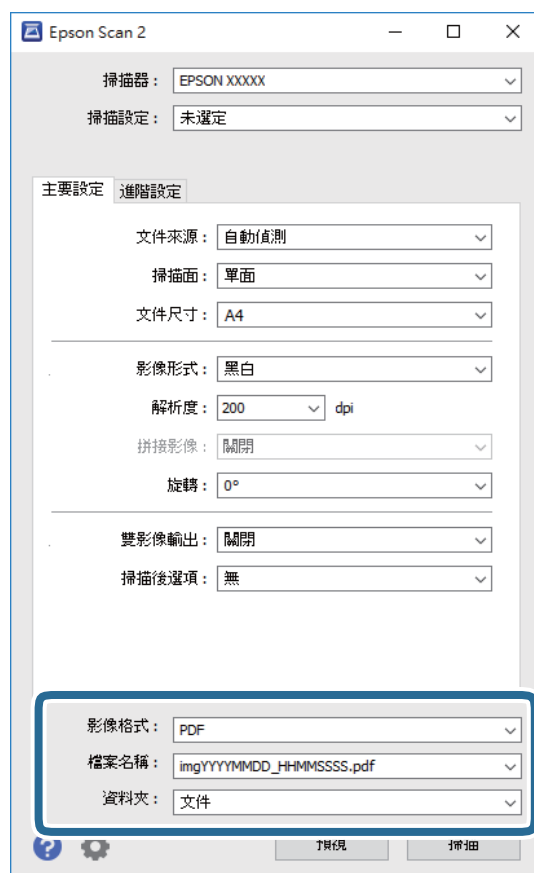 Epson Scan 2
掃描器: EPSON XXXXX
掃描設定: 未選定
主要設定 進階設定
文件來源: 自動偵測
掃描面: 單面
文件尺寸: A4
影像形式: 黑白
解析度: 200 dpi
拼接影像: 關閉
旋轉: 0°
雙影像輸出: 關閉
掃描後選項: 無
影像格式: PDF
檔案名稱: imgYYYYMMDD_HHMMSSSS.pdf
資料夾: 文件
? 預視 掃描